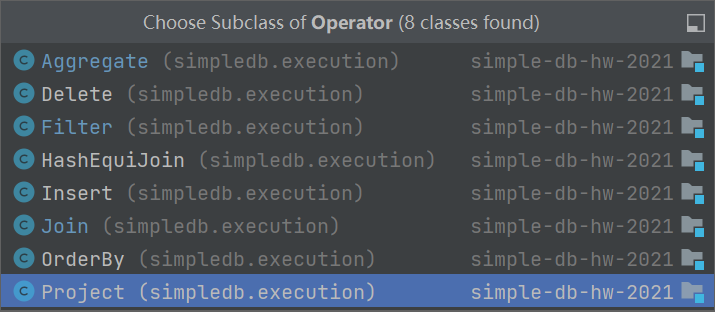 Choose Subclass of Operator (8 classes found)
C Aggregate (simpledb.execution) simple-db-hw-2021
C Delete (simpledb.execution) simple-db-hw-2021
C Filter (simpledb.execution) simple-db-hw-2021
C HashEquiJoin (simpledb.execution) simple-db-hw-2021
C Insert (simpledb.execution) simple-db-hw-2021
C Join (simpledb.execution) simple-db-hw-2021
C OrderBy (simpledb.execution) simple-db-hw-2021
C Project (simpledb.execution) simple-db-hw-2021